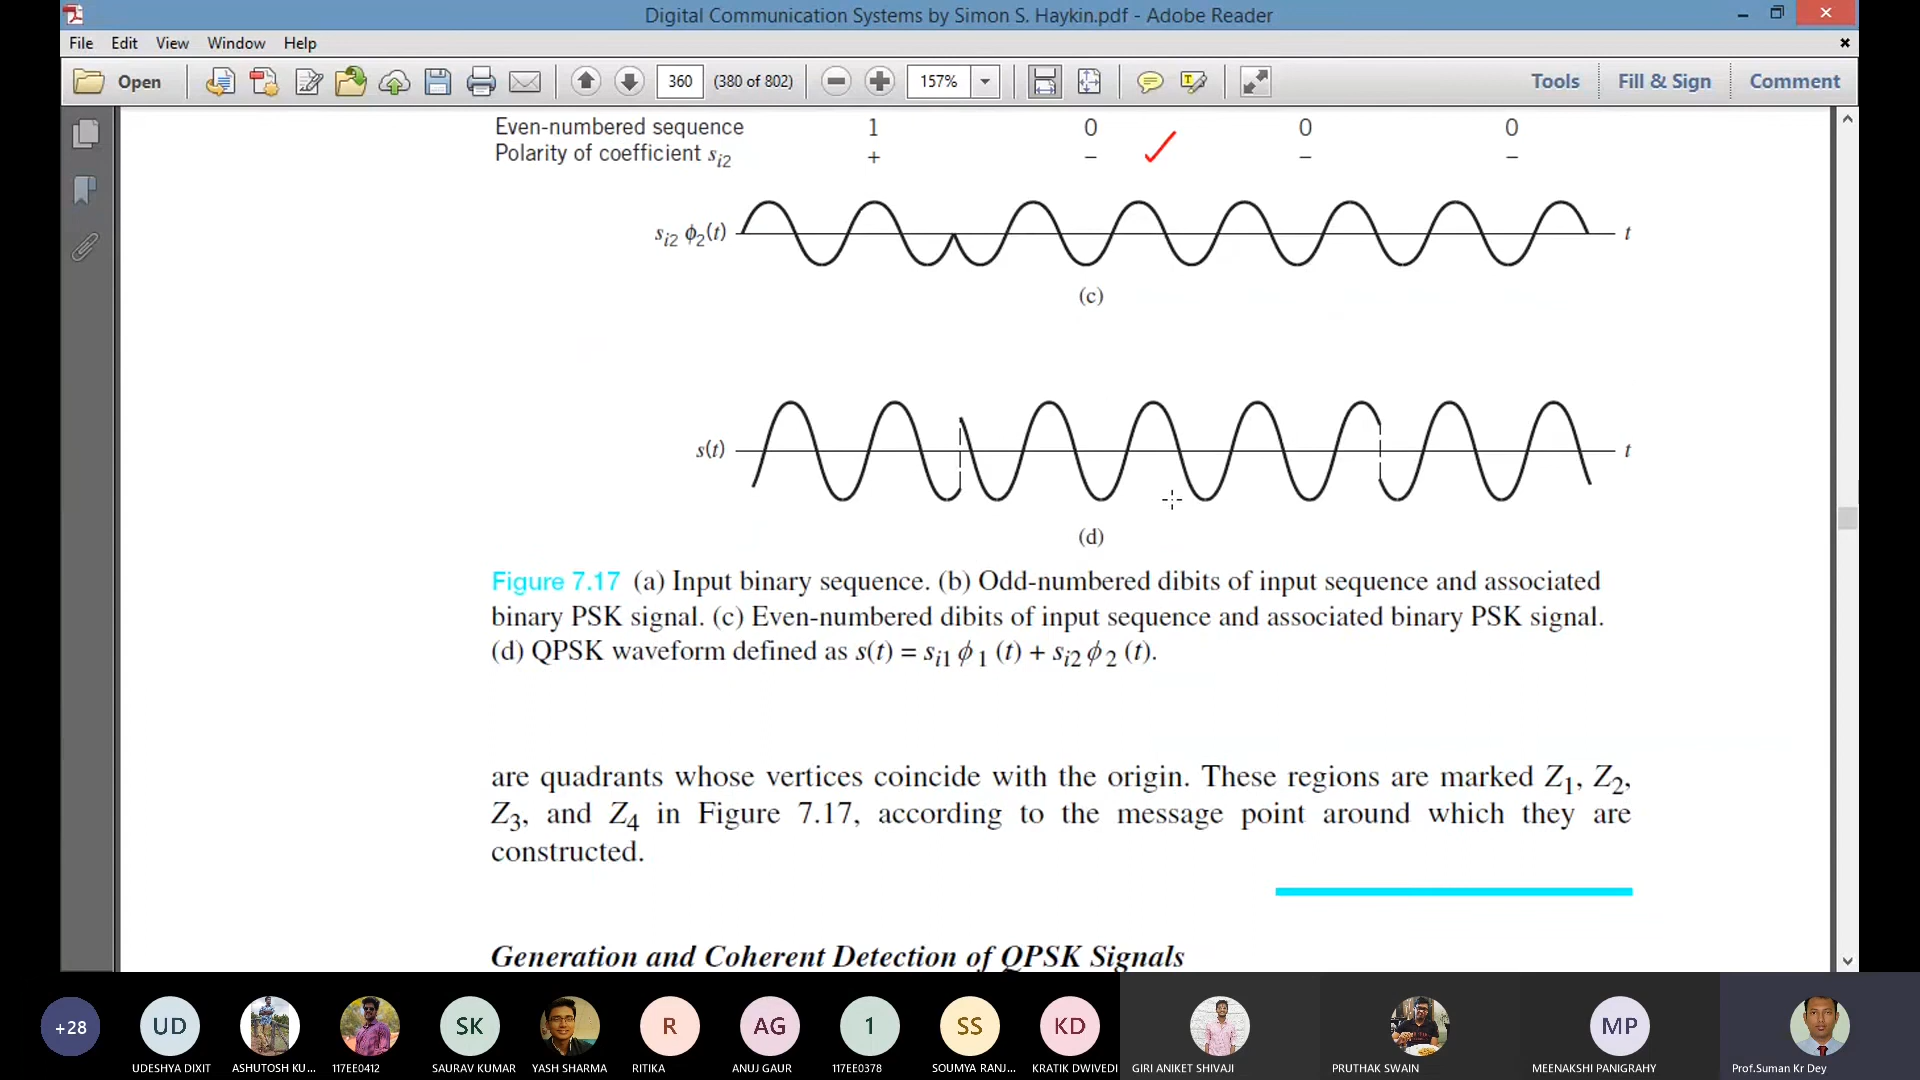 Digital Communication Systems by Simon S. Haykin.pdf - Adobe Reader
File Edit View Window Help
Open 360 (380 of 802) 157% Tools Fill & Sign Comment
Even-numbered sequence 1 0 0 0
Polarity of coefficient si2 + − − −
si2 ϕ2(t) t
(c)
s(t) t
(d)
Figure 7.17 (a) Input binary sequence. (b) Odd-numbered dibits of input sequence and associated
binary PSK signal. (c) Even-numbered dibits of input sequence and associated binary PSK signal.
(d) QPSK waveform defined as s(t) = si1 ϕ1 (t) + si2 ϕ2 (t).
are quadrants whose vertices coincide with the origin. These regions are marked Z1, Z2,
Z3, and Z4 in Figure 7.17, according to the message point around which they are
constructed.
Generation and Coherent Detection of QPSK Signals
+28 UD SK R AG 1 SS KD MP
UDESHYA DIXIT ASHUTOSH KU... 117EE0412 SAURAV KUMAR YASH SHARMA RITIKA ANUJ GAUR 117EE0378 SOUMYA RANJ... KRATIK DWIVEDI GIRI ANIKET SHIVAJI PRUTHAK SWAIN MEENAKSHI PANIGRAHY Prof.Suman Kr Dey